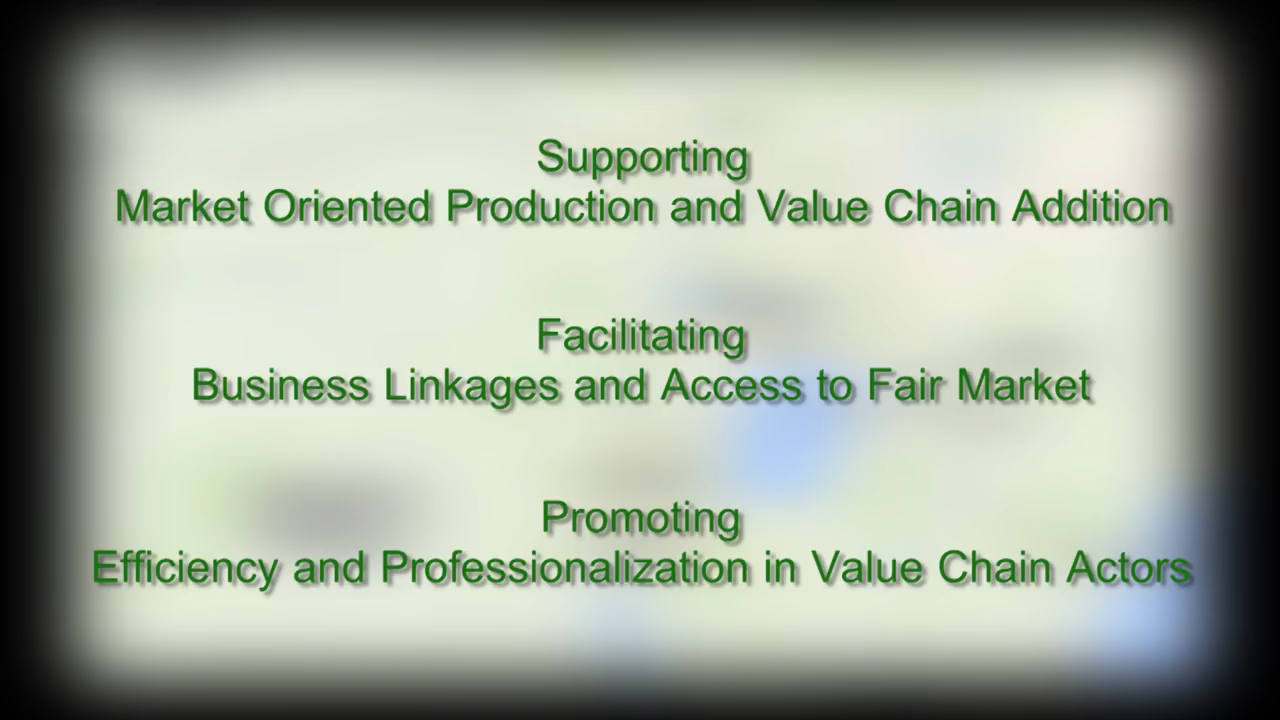 Supporting
Market Oriented Production and Value Chain Addition
Facilitating
Business Linkages and Access to Fair Market
Promoting
Efficiency and Professionalization in Value Chain Actors